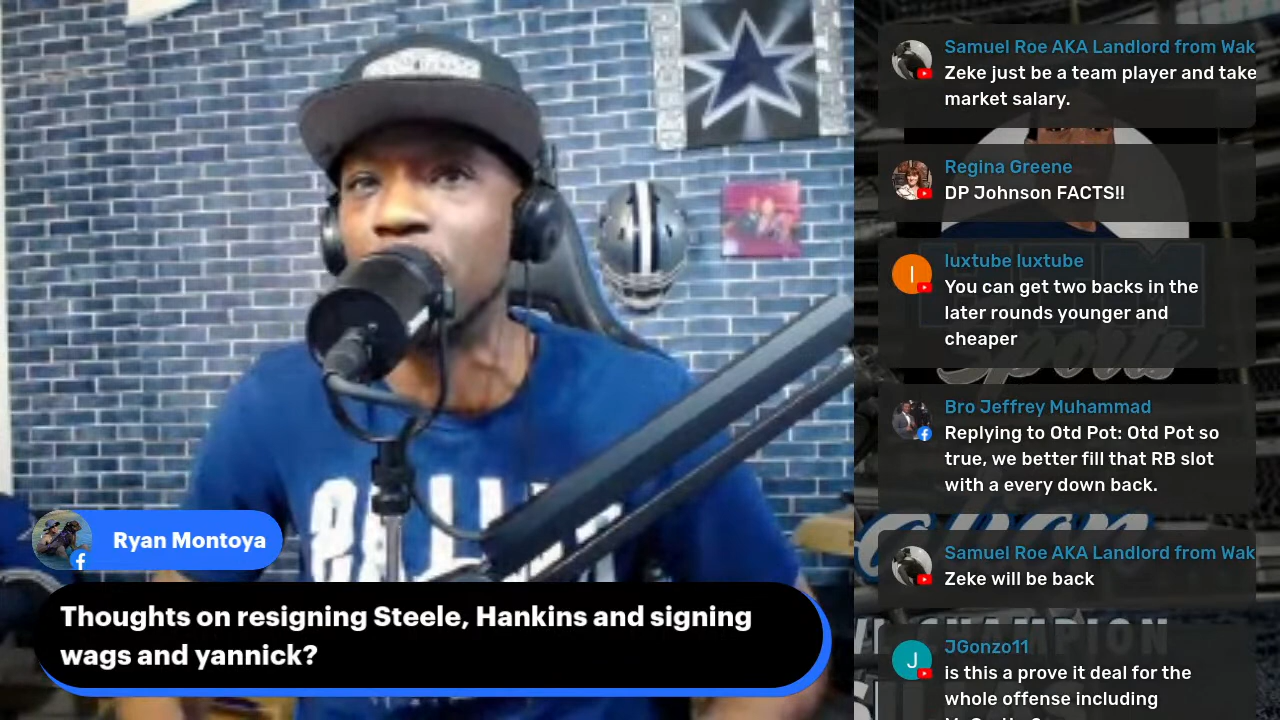 Samuel Roe AKA Landlord from Wak
Zeke just be a team player and take
market salary.
Regina Greene
DP Johnson FACTS!!
luxtube luxtube
You can get two backs in the
later rounds younger and
cheaper
Bro Jeffrey Muhammad
Replying to Otd Pot: Otd Pot so
true, we better fill that RB slot
with a every down back.
Samuel Roe AKA Landlord from Wak
Zeke will be back
JGonzo11
is this a prove it deal for the
whole offense including
Ryan Montoya
Thoughts on resigning Steele, Hankins and signing
wags and yannick?
Sports
CHAMPION